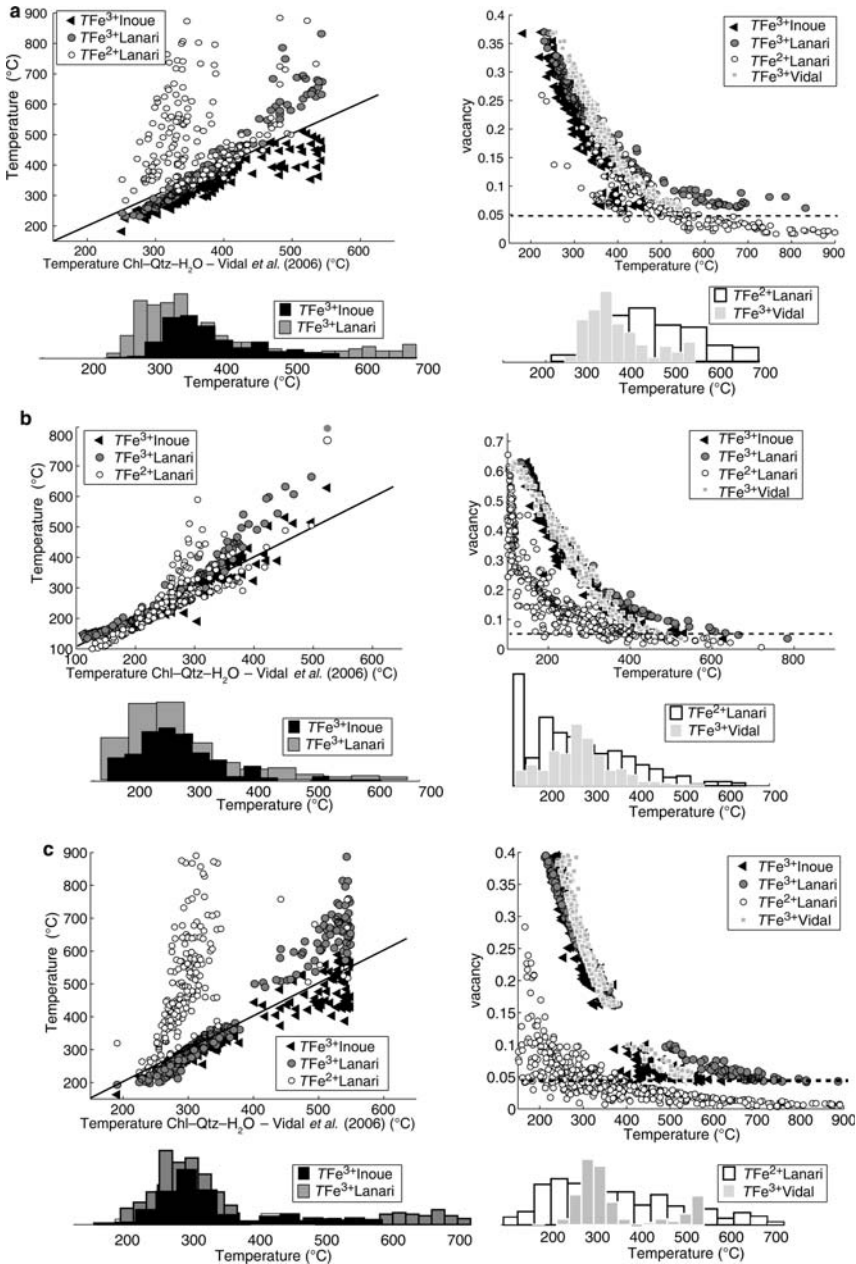 a
900
800
700
600
500
400
300
200
Temperature (°C)
TFe³⁺Inoue
TFe³⁺Lanari
TFe²⁺Lanari
200 300 400 500 600
Temperature Chl–Qtz–H₂O – Vidal et al. (2006) (°C)
0.4
0.35
0.3
0.25
0.2
0.15
0.1
0.05
0
vacancy
TFe³⁺Inoue
TFe³⁺Lanari
TFe²⁺Lanari
TFe³⁺Vidal
200 300 400 500 600 700 800 900
Temperature (°C)
TFe³⁺Inoue
TFe³⁺Lanari
200 300 400 500 600 700
Temperature (°C)
TFe²⁺Lanari
TFe³⁺Vidal
200 300 400 500 600 700
Temperature (°C)
b
800
700
600
500
400
300
200
100
Temperature (°C)
TFe³⁺Inoue
TFe³⁺Lanari
TFe²⁺Lanari
100 200 300 400 500 600
Temperature Chl–Qtz–H₂O – Vidal et al. (2006) (°C)
0.7
0.6
0.5
0.4
0.3
0.2
0.1
0
vacancy
TFe³⁺Inoue
TFe³⁺Lanari
TFe²⁺Lanari
TFe³⁺Vidal
200 400 600 800
Temperature (°C)
TFe³⁺Inoue
TFe³⁺Lanari
200 300 400 500 600 700
Temperature (°C)
TFe²⁺Lanari
TFe³⁺Vidal
200 300 400 500 600 700
Temperature (°C)
c
900
800
700
600
500
400
300
200
Temperature (°C)
TFe³⁺Inoue
TFe³⁺Lanari
TFe²⁺Lanari
200 300 400 500 600
Temperature Chl–Qtz–H₂O – Vidal et al. (2006) (°C)
0.4
0.35
0.3
0.25
0.2
0.15
0.1
0.05
0
vacancy
TFe³⁺Inoue
TFe³⁺Lanari
TFe²⁺Lanari
TFe³⁺Vidal
200 300 400 500 600 700 800 900
Temperature (°C)
TFe³⁺Inoue
TFe³⁺Lanari
200 300 400 500 600 700
Temperature (°C)
TFe²⁺Lanari
TFe³⁺Vidal
200 300 400 500 600 700
Temperature (°C)